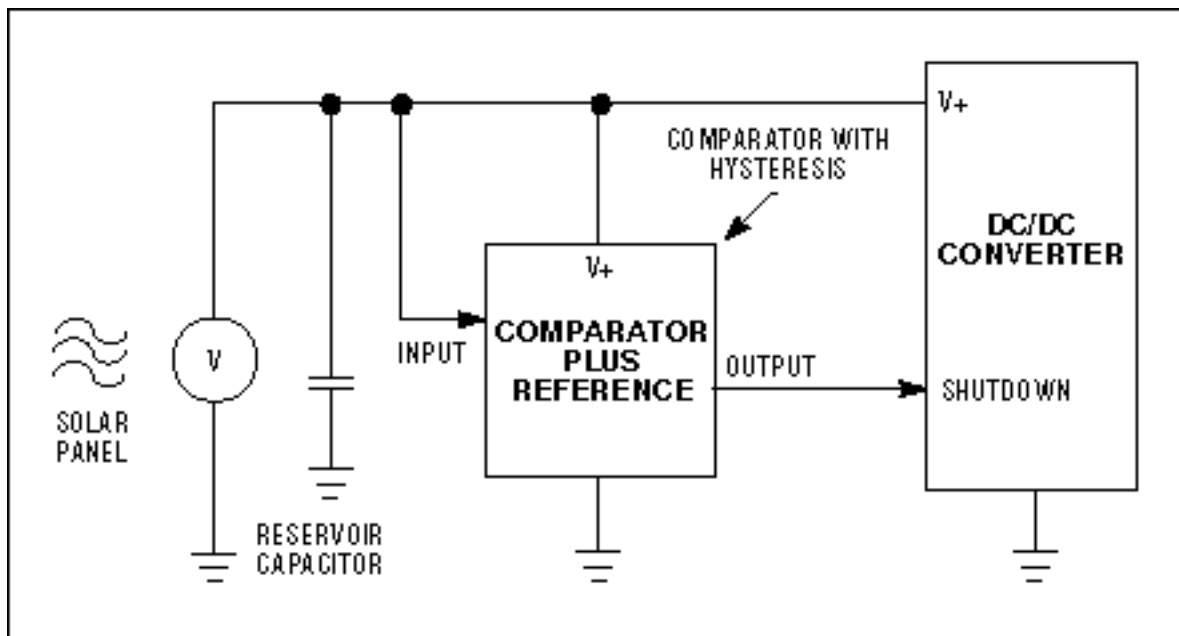 V+
COMPARATOR WITH
HYSTERESIS
DC/DC
CONVERTER
V+
COMPARATOR
PLUS
REFERENCE
INPUT
OUTPUT
SHUTDOWN
V
SOLAR
PANEL
RESERVOIR
CAPACITOR